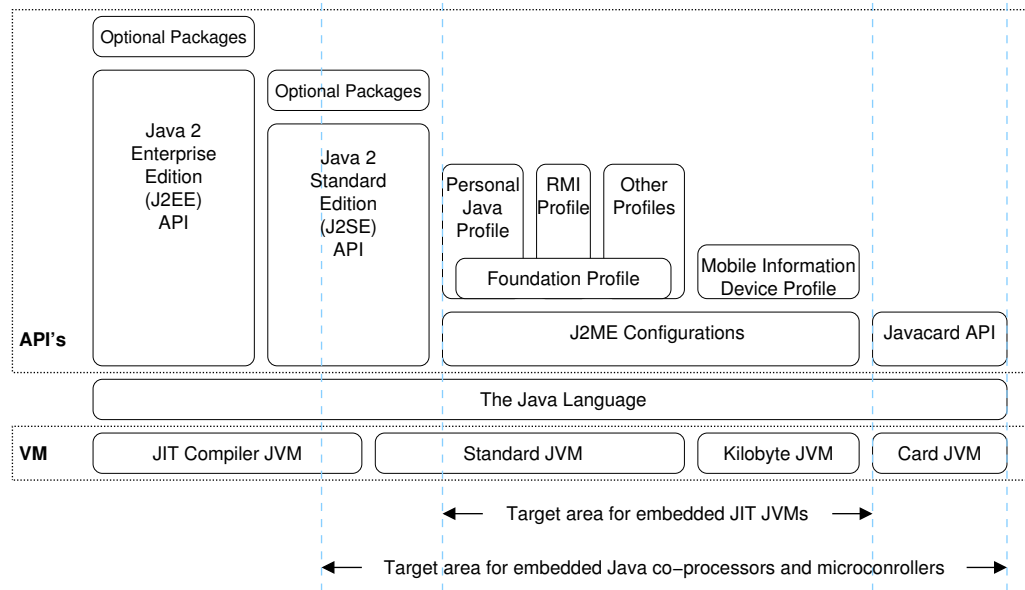 Optional Packages
Java 2
Enterprise
Edition
(J2EE)
API
Optional Packages
Java 2
Standard
Edition
(J2SE)
API
Personal
Java
Profile
RMI
Profile
Other
Profiles
Foundation Profile
Mobile Information
Device Profile
API's
J2ME Configurations
Javacard API
The Java Language
VM
JIT Compiler JVM
Standard JVM
Kilobyte JVM
Card JVM
Target area for embedded JIT JVMs
Target area for embedded Java co−processors and microconrollers